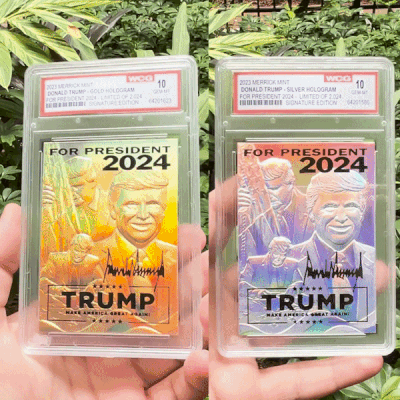 WCG
2023 MERRICK MINT
10
DONALD TRUMP - GOLD HOLOGRAM
GEM-MT
FOR PRESIDENT 2024 - LIMITED OF 2,024
SIGNATURE EDITION
FOR PRESIDENT
2024
TRUMP
MAKE AMERICA GREAT AGAIN!
WCG
2023 MERRICK MINT
10
DONALD TRUMP - SILVER HOLOGRAM
GEM-MT
FOR PRESIDENT 2024 - LIMITED OF 2,024
SIGNATURE EDITION
FOR PRESIDENT
2024
TRUMP
MAKE AMERICA GREAT AGAIN!